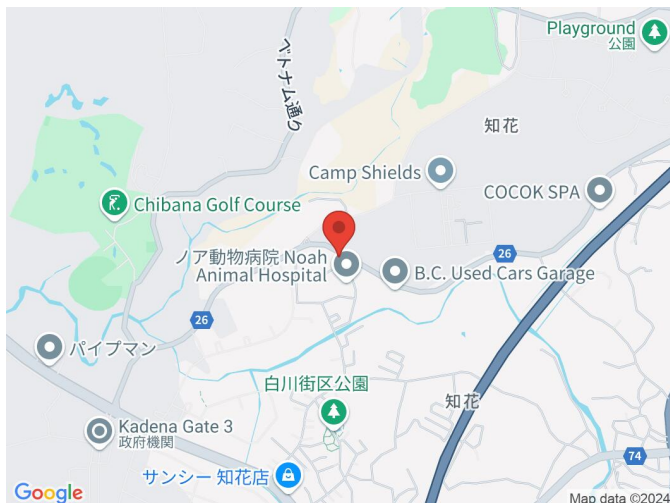 Playground
公園
ベトナム通り
知花
Camp Shields
COCOK SPA
Chibana Golf Course
ノア動物病院 Noah
Animal Hospital
26
B.C. Used Cars Garage
26
パイプマン
白川街区公園
知花
Kadena Gate 3
政府機関
74
サンシー 知花店
Google
Map data ©2024